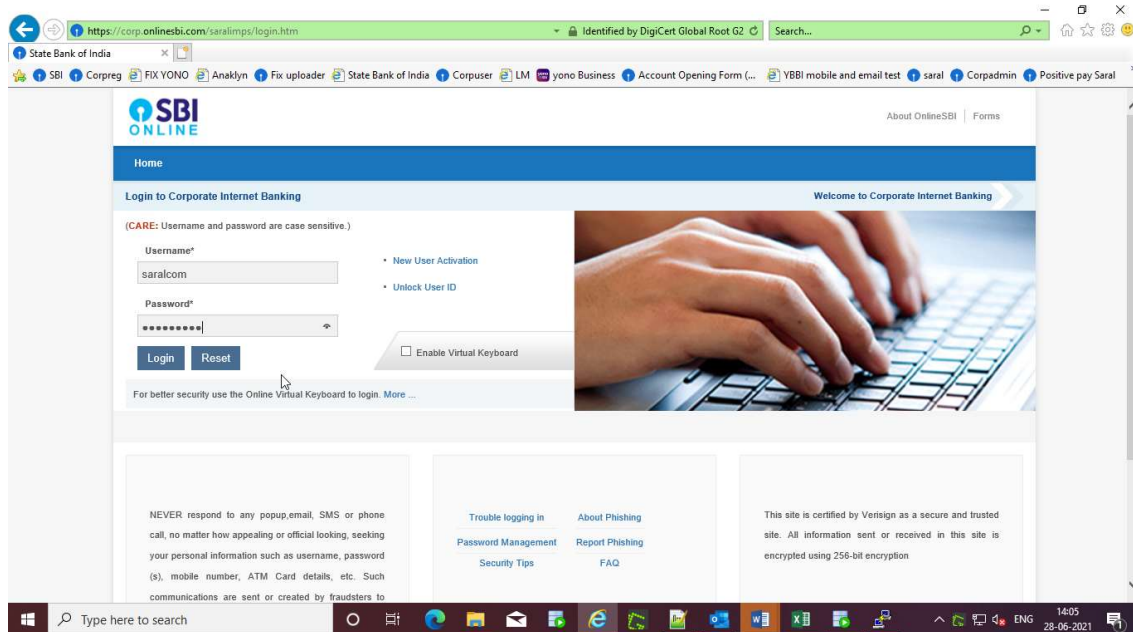 https://corp.onlinesbi.com/saralimps/login.htm
Identified by DigiCert Global Root G2
Search...
State Bank of India
SBI Corpreg FIX YONO Anaklyn Fix uploader State Bank of India Corpuser LM yono Business Account Opening Form (... YBBI mobile and email test saral Corpadmin Positive pay Saral
SBI
ONLINE
About OnlineSBI | Forms
Home
Login to Corporate Internet Banking
Welcome to Corporate Internet Banking
(CARE: Username and password are case sensitive.)
Username*
saralcom
Password*
Login Reset
• New User Activation
• Unlock User ID
Enable Virtual Keyboard
For better security use the Online Virtual Keyboard to login. More ...
NEVER respond to any popup,email, SMS or phone
call, no matter how appealing or official looking, seeking
your personal information such as username, password
(s), mobile number, ATM Card details, etc. Such
communications are sent or created by fraudsters to
Trouble logging in About Phishing
Password Management Report Phishing
Security Tips FAQ
This site is certified by Verisign as a secure and trusted
site. All information sent or received in this site is
encrypted using 256-bit encryption
Type here to search
ENG
14:05
28-06-2021